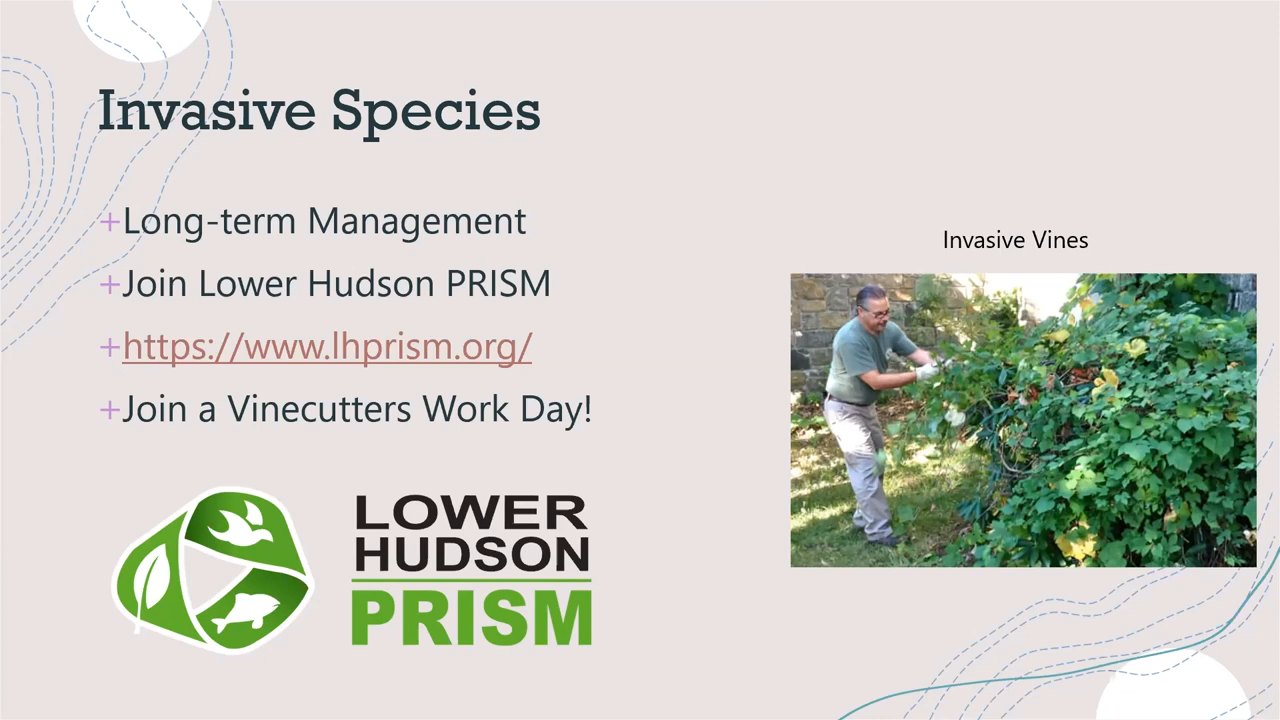 Invasive Species
+Long-term Management
+Join Lower Hudson PRISM
+https://www.lhprism.org/
+Join a Vinecutters Work Day!
Invasive Vines
LOWER
HUDSON
PRISM